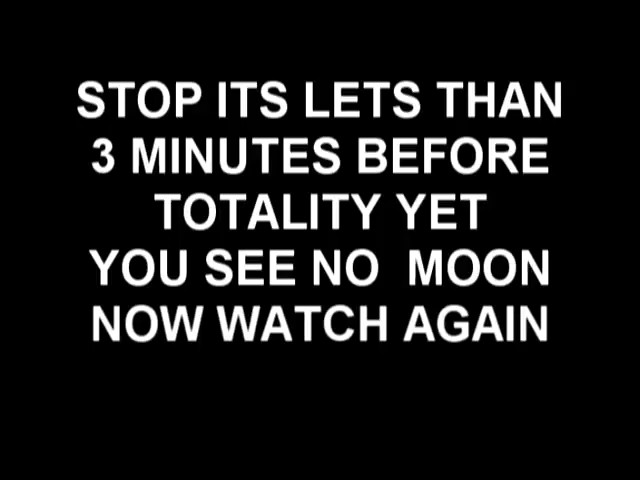 STOP ITS LETS THAN
3 MINUTES BEFORE
TOTALITY YET
YOU SEE NO  MOON
NOW WATCH AGAIN